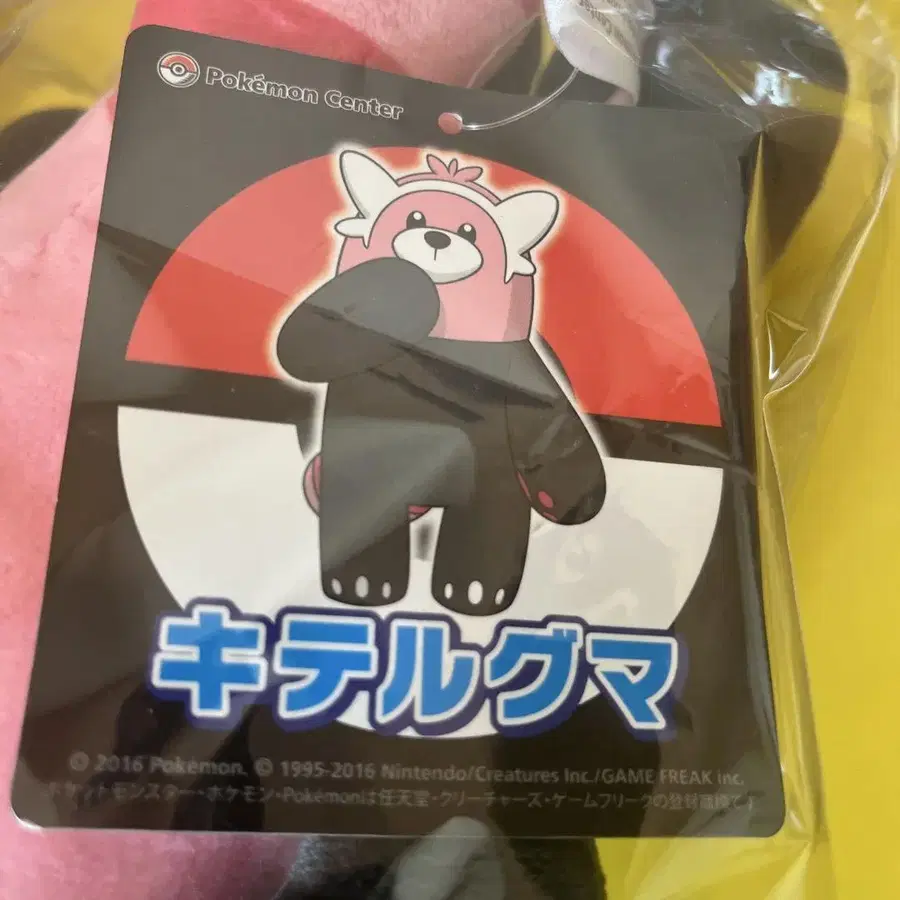 Pokémon Center
キテルグマ
© 2016 Pokémon. © 1995-2016 Nintendo/Creatures Inc./GAME FREAK inc.
ポケットモンスター・ポケモン・Pokémonは任天堂・クリーチャーズ・ゲームフリークの登録商標です